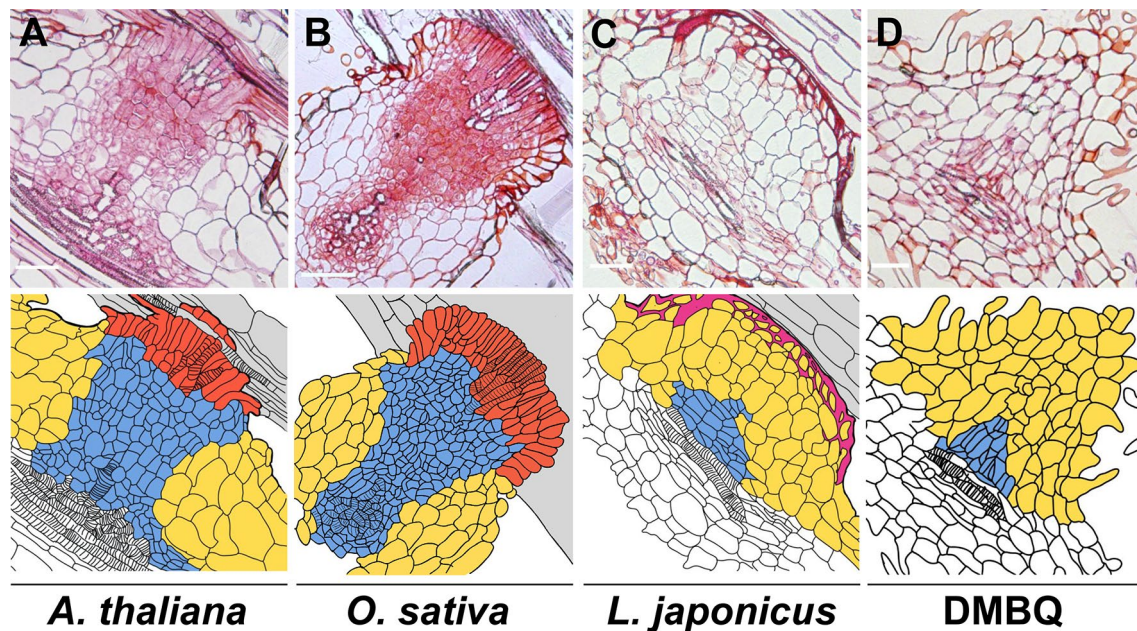 A
B
C
D
A. thaliana
O. sativa
L. japonicus
DMBQ